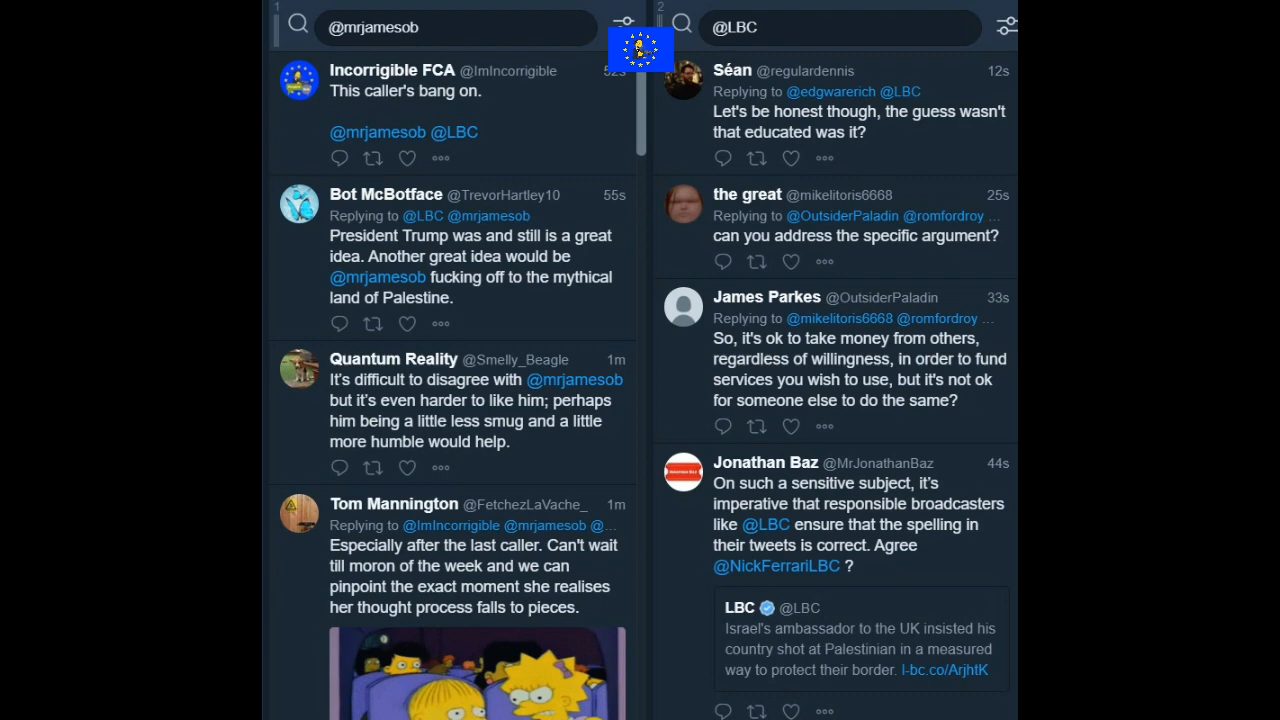 1
@mrjamesob
Incorrigible FCA @ImIncorrigible 52s
This caller's bang on.
@mrjamesob @LBC
Bot McBotface @TrevorHartley10 55s
Replying to @LBC @mrjamesob
President Trump was and still is a great
idea. Another great idea would be
@mrjamesob fucking off to the mythical
land of Palestine.
Quantum Reality @Smelly_Beagle 1m
It's difficult to disagree with @mrjamesob
but it's even harder to like him; perhaps
him being a little less smug and a little
more humble would help.
Tom Mannington @FetchezLaVache_ 1m
Replying to @ImIncorrigible @mrjamesob @...
Especially after the last caller. Can't wait
till moron of the week and we can
pinpoint the exact moment she realises
her thought process falls to pieces.
2
@LBC
Séan @regulardennis 12s
Replying to @edgwarerich @LBC
Let's be honest though, the guess wasn't
that educated was it?
the great @mikelitoris6668 25s
Replying to @OutsiderPaladin @romfordroy ...
can you address the specific argument?
James Parkes @OutsiderPaladin 33s
Replying to @mikelitoris6668 @romfordroy ...
So, it's ok to take money from others,
regardless of willingness, in order to fund
services you wish to use, but it's not ok
for someone else to do the same?
Jonathan Baz @MrJonathanBaz 44s
On such a sensitive subject, it's
imperative that responsible broadcasters
like @LBC ensure that the spelling in
their tweets is correct. Agree
@NickFerrariLBC ?
LBC @LBC
Israel's ambassador to the UK insisted his
country shot at Palestinian in a measured
way to protect their border. l-bc.co/ArjhtK